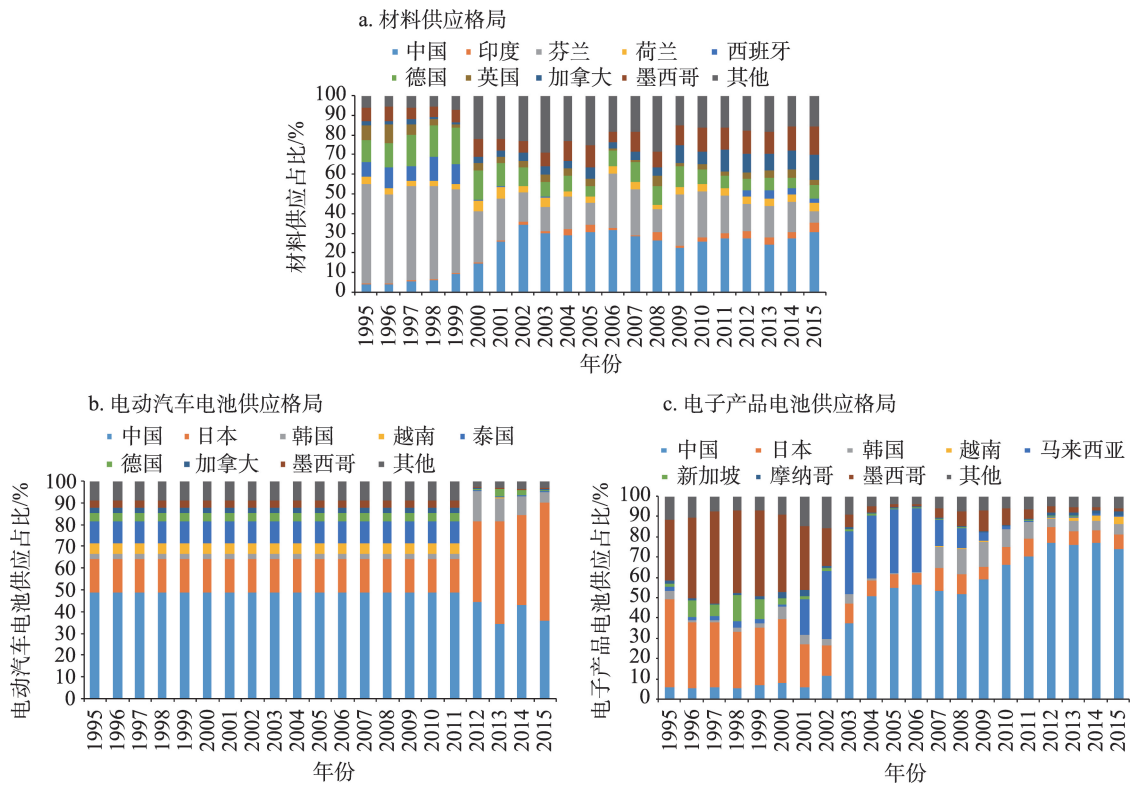 a. 材料供应格局
中国 印度 芬兰 荷兰 西班牙
德国 英国 加拿大 墨西哥 其他
材料供应占比/%
100
90
80
70
60
50
40
30
20
10
0
1995 1996 1997 1998 1999 2000 2001 2002 2003 2004 2005 2006 2007 2008 2009 2010 2011 2012 2013 2014 2015
年份
b. 电动汽车电池供应格局
中国 日本 韩国 越南 泰国
德国 加拿大 墨西哥 其他
电动汽车电池供应占比/%
100
90
80
70
60
50
40
30
20
10
0
1995 1996 1997 1998 1999 2000 2001 2002 2003 2004 2005 2006 2007 2008 2009 2010 2011 2012 2013 2014 2015
年份
c. 电子产品电池供应格局
中国 日本 韩国 越南 马来西亚
新加坡 摩纳哥 墨西哥 其他
电子产品电池供应占比/%
100
90
80
70
60
50
40
30
20
10
0
1995 1996 1997 1998 1999 2000 2001 2002 2003 2004 2005 2006 2007 2008 2009 2010 2011 2012 2013 2014 2015
年份